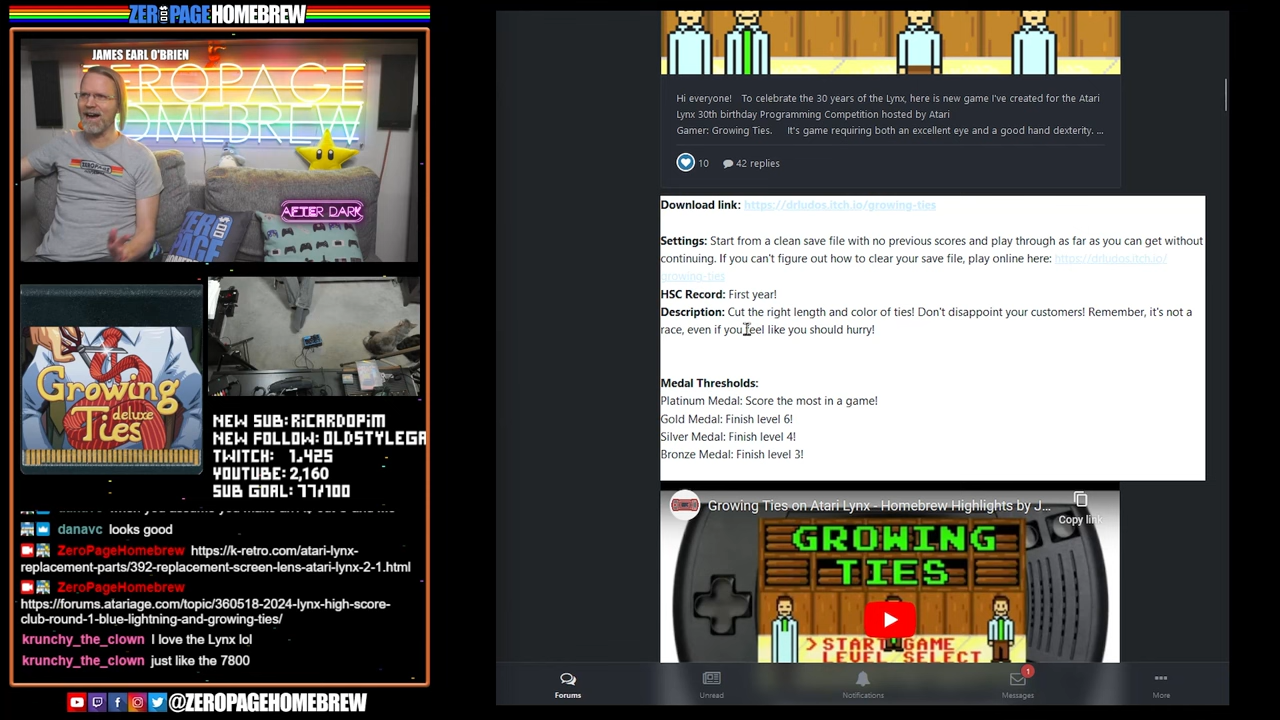 ZEROPAGEHOMEBREW
JAMES EARL O'BRIEN
ZEROPAGE
HOMEBREW
AFTER DARK
Growing
deluxe
Ties
NEW SUB:RICARDOPIM
NEW FOLLOW:OLDSTYLEGA
TWITCH: 1,425
YOUTUBE: 2,160
SUB GOAL: 77/100
danavc looks good
ZeroPageHomebrew https://k-retro.com/atari-lynx-
replacement-parts/392-replacement-screen-lens-atari-lynx-2-1.html
ZeroPageHomebrew
https://forums.atariage.com/topic/360518-2024-lynx-high-score-
club-round-1-blue-lightning-and-growing-ties/
krunchy_the_clown I love the Lynx lol
krunchy_the_clown just like the 7800
@ZEROPAGEHOMEBREW
Hi everyone! To celebrate the 30 years of the Lynx, here is new game I've created for the Atari
Lynx 30th birthday Programming Competition hosted by Atari
Gamer: Growing Ties. It's game requiring both an excellent eye and a good hand dexterity. ...
10 42 replies
Download link: https://drludos.itch.io/growing-ties
Settings: Start from a clean save file with no previous scores and play through as far as you can get without
continuing. If you can't figure out how to clear your save file, play online here: https://drludos.itch.io/
growing-ties
HSC Record: First year!
Description: Cut the right length and color of ties! Don't disappoint your customers! Remember, it's not a
race, even if you feel like you should hurry!
Medal Thresholds:
Platinum Medal: Score the most in a game!
Gold Medal: Finish level 6!
Silver Medal: Finish level 4!
Bronze Medal: Finish level 3!
Growing Ties on Atari Lynx - Homebrew Highlights by J...
Copy link
GROWING
TIES
>START GAME
LEVEL SELECT
Forums
Unread
Notifications
1
Messages
More